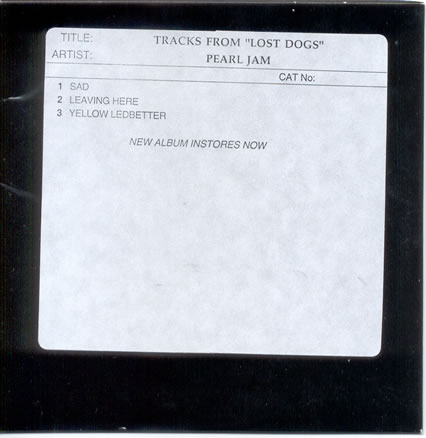 TITLE: TRACKS FROM "LOST DOGS"
ARTIST: PEARL JAM
CAT No:
1 SAD
2 LEAVING HERE
3 YELLOW LEDBETTER
NEW ALBUM INSTORES NOW